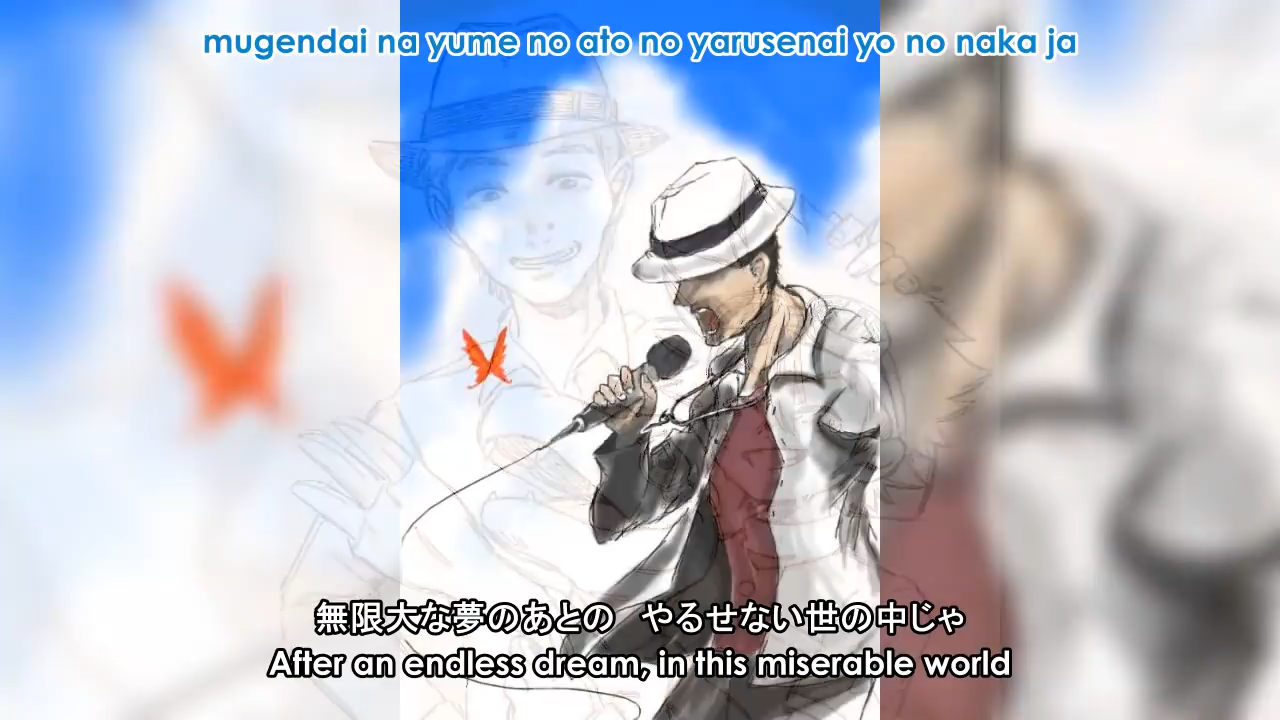 mugendai na yume no ato no yarusenai yo no naka ja
無限大な夢のあとの　やるせない世の中じゃ
After an endless dream, in this miserable world